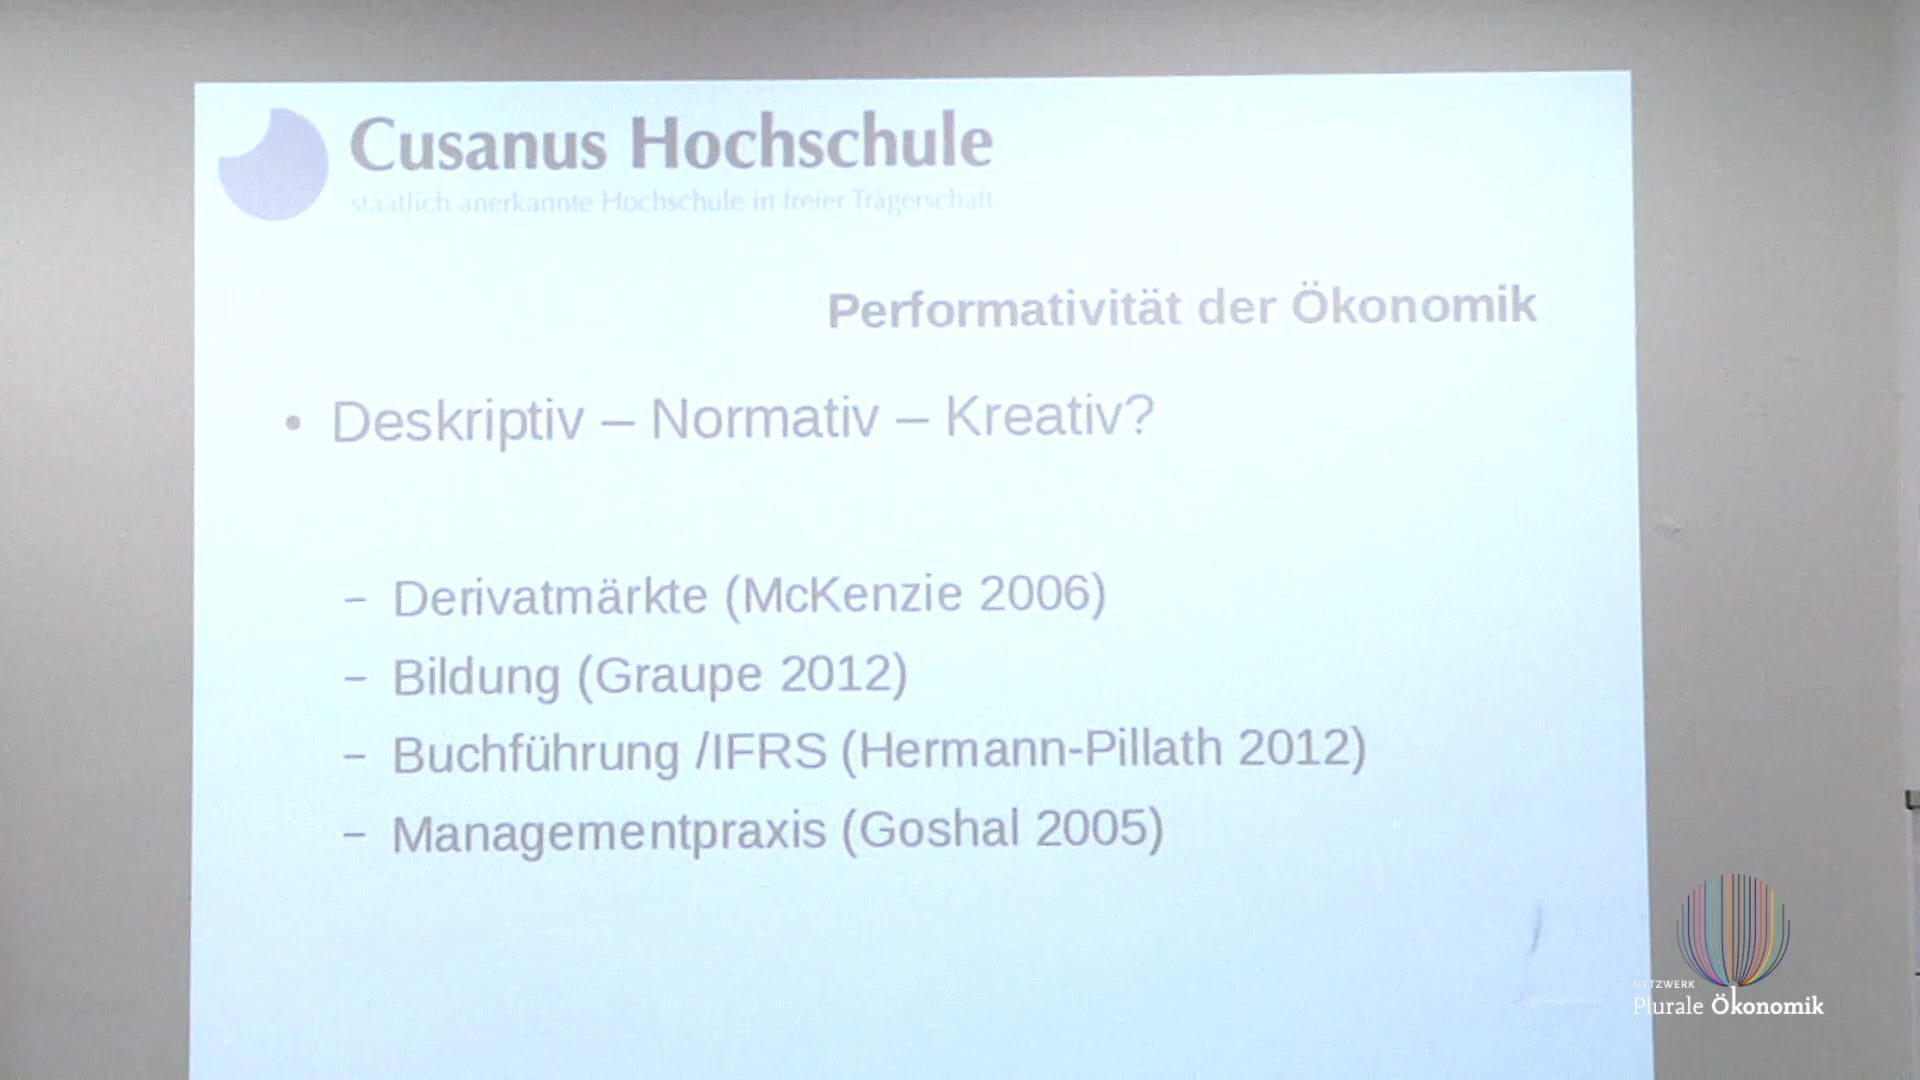 Cusanus Hochschule
staatlich anerkannte Hochschule in freier Trägerschaft
Performativität der Ökonomik
• Deskriptiv – Normativ – Kreativ?
– Derivatmärkte (McKenzie 2006)
– Bildung (Graupe 2012)
– Buchführung /IFRS (Hermann-Pillath 2012)
– Managementpraxis (Goshal 2005)
NETZWERK
Plurale Ökonomik